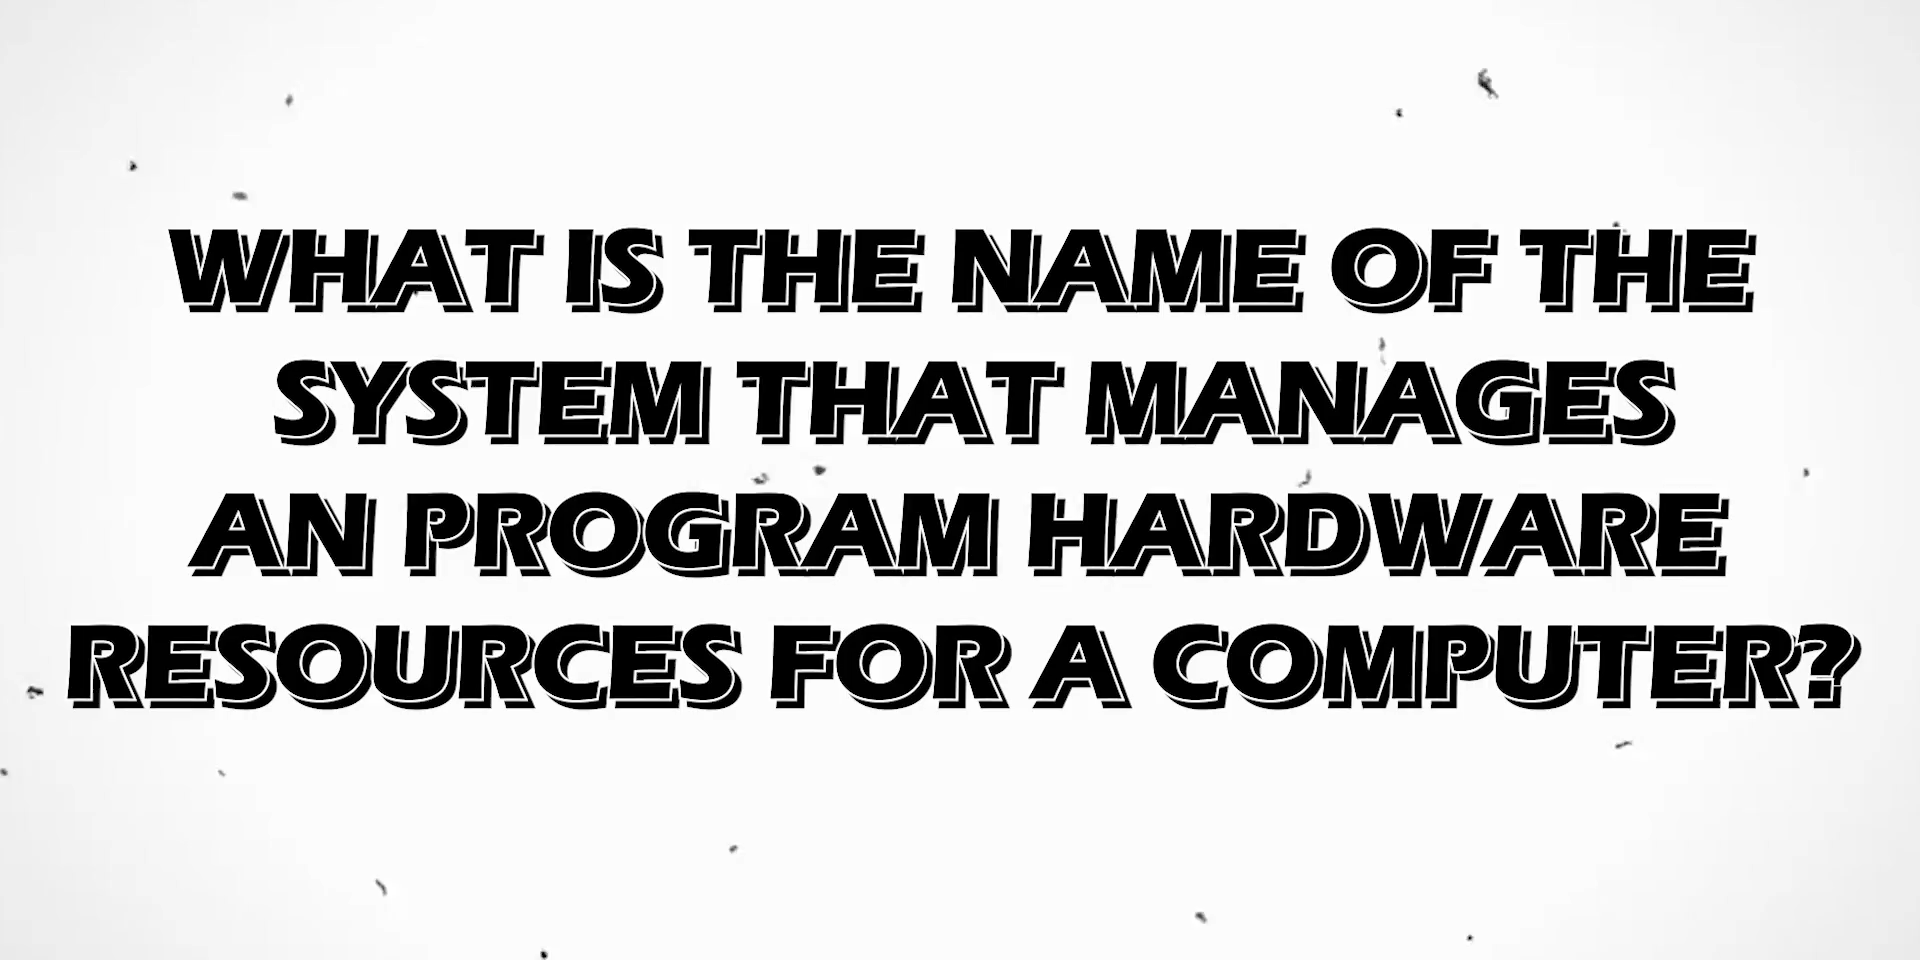 WHAT IS THE NAME OF THE
SYSTEM THAT MANAGES
AN PROGRAM HARDWARE
RESOURCES FOR A COMPUTER?